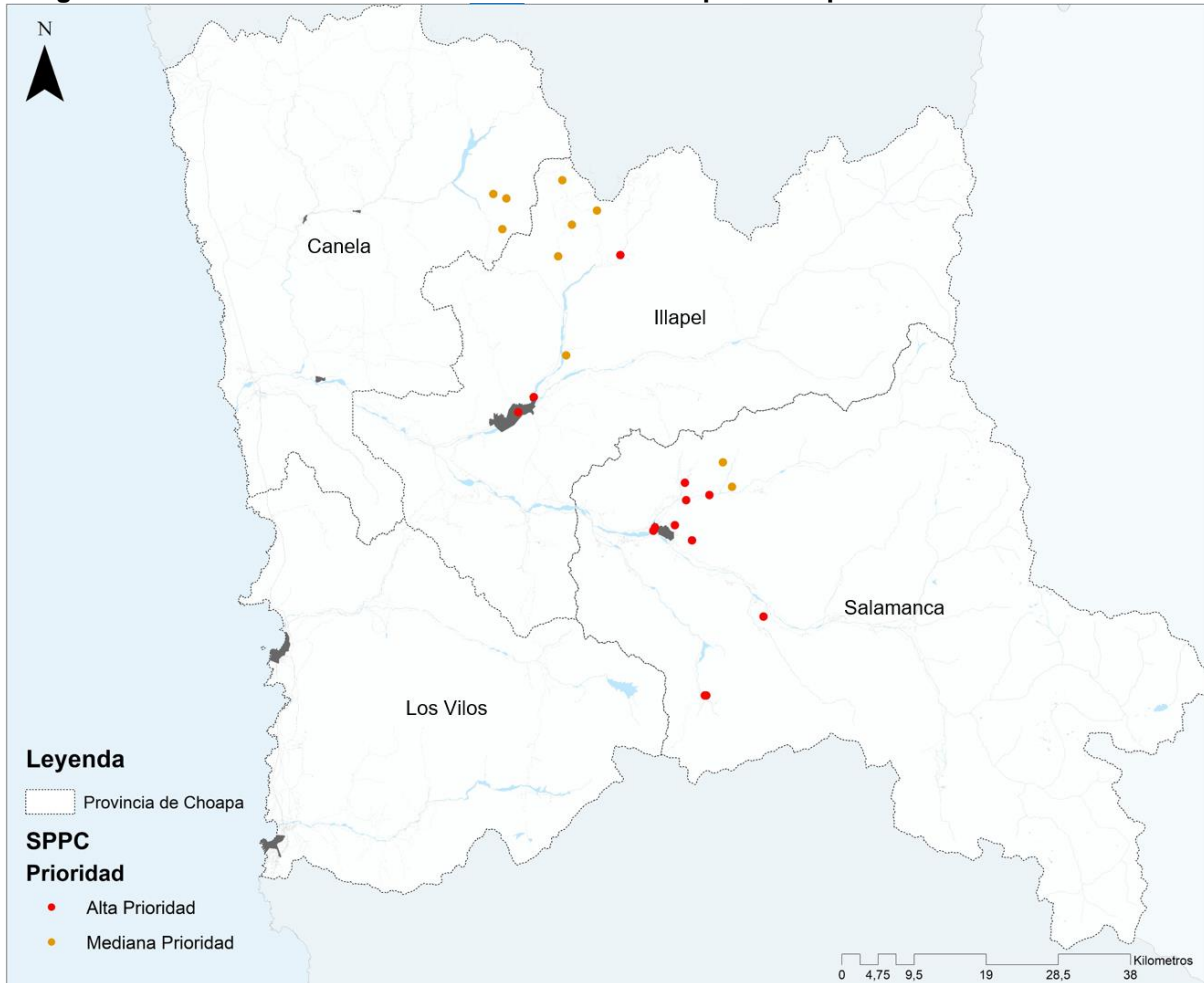 N
Canela
Illapel
Salamanca
Los Vilos
Leyenda
Provincia de Choapa
SPPC
Prioridad
Alta Prioridad
Mediana Prioridad
Kilometros
0 4,75 9,5 19 28,5 38